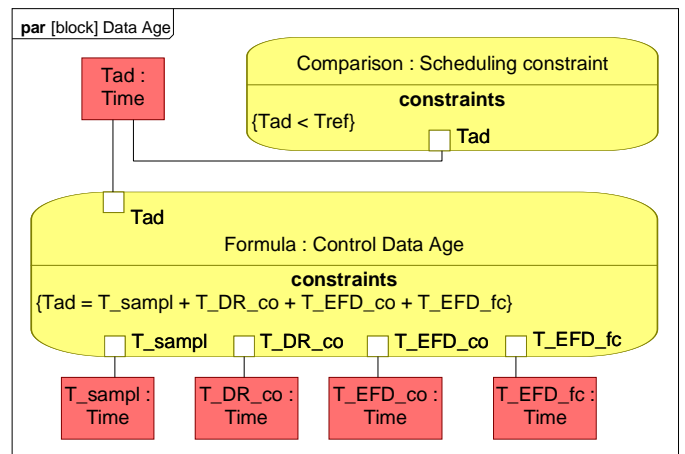 par [block] Data Age
Tad :
Time
Comparison : Scheduling constraint
constraints
{Tad < Tref}
Tad
Tad
Formula : Control Data Age
constraints
{Tad = T_sampl + T_DR_co + T_EFD_co + T_EFD_fc}
T_sampl T_DR_co T_EFD_co T_EFD_fc
T_sampl : T_DR_co : T_EFD_co : T_EFD_fc :
Time Time Time Time